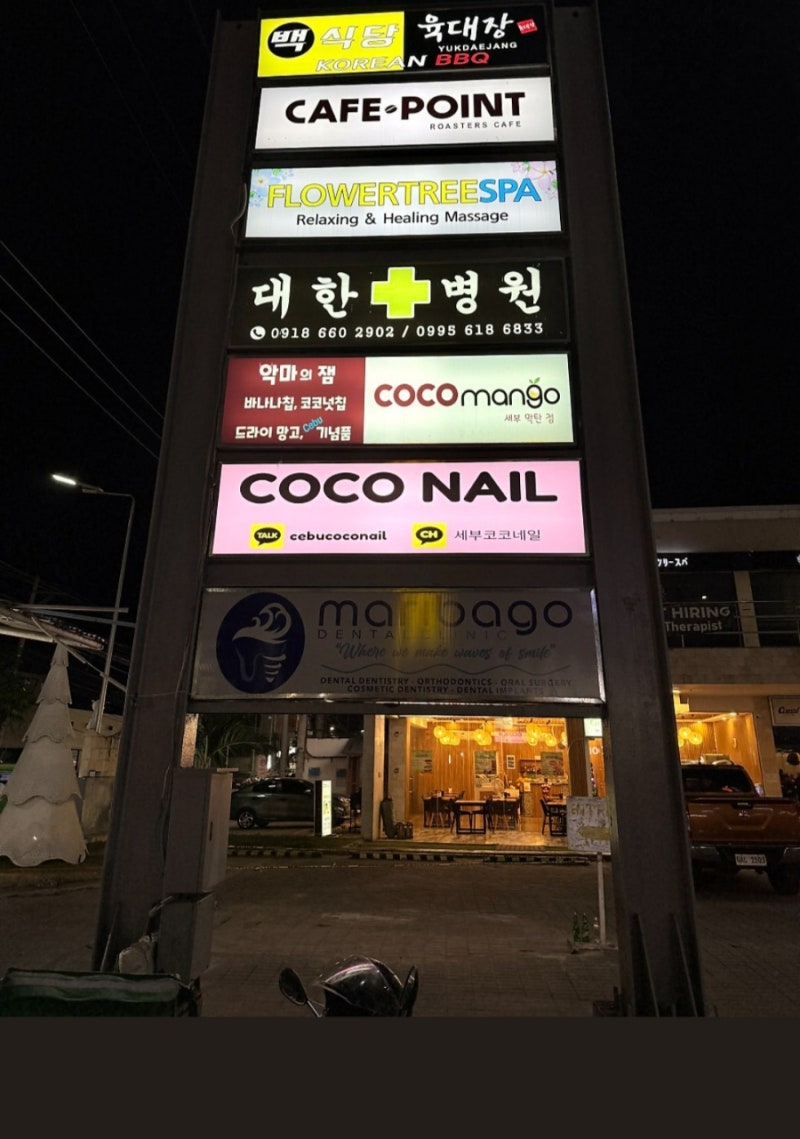 백 식당
육대장
YUKDAEJANG
KOREAN BBQ
CAFE POINT
ROASTERS CAFE
FLOWERTREESPA
Relaxing & Healing Massage
대한병원
0918 660 2902 / 0995 618 6833
악마의 잼
바나나칩, 코코넛칩
드라이 망고, Cebu 기념품
COCOmango
세부 막탄 점
COCO NAIL
TALK cebucoconail
CH 세부코코네일
maribago
DENTAL CLINIC
"Where we make waves of smile"
DENTAL DENTISTRY - ORTHODONTICS - ORAL SURGERY
COSMETIC DENTISTRY - DENTAL IMPLANTS
リースパ
HIRING
Therapist